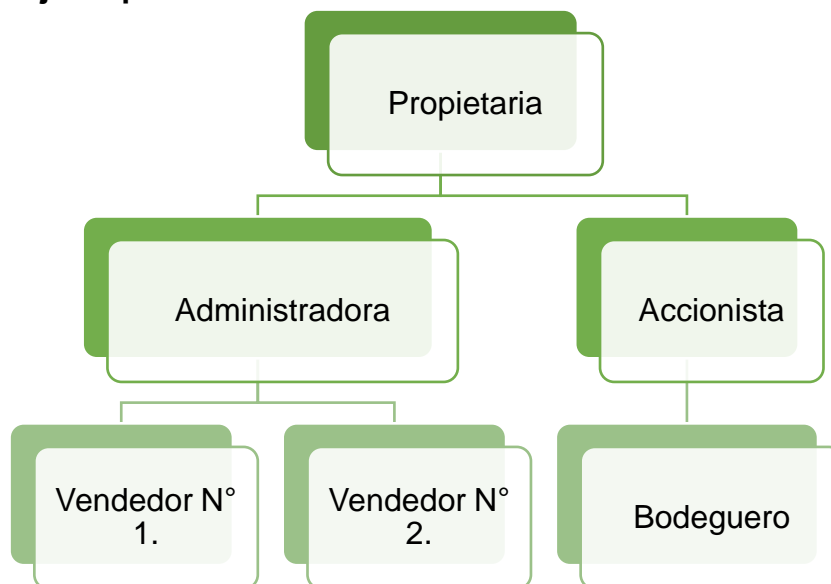 Propietaria
Administradora
Accionista
Vendedor N°
1.
Vendedor N°
2.
Bodeguero